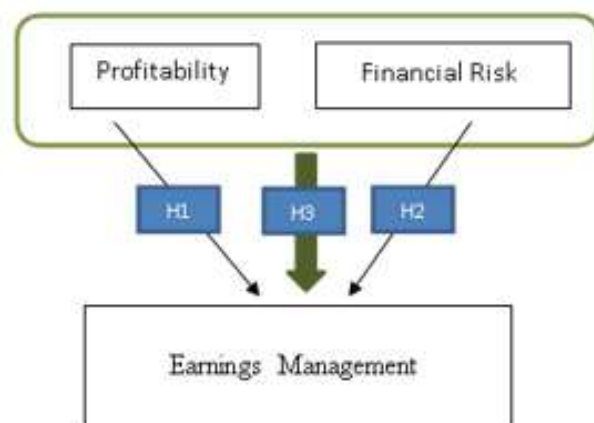 Profitability
Financial Risk
H1
H3
H2
Earnings Management